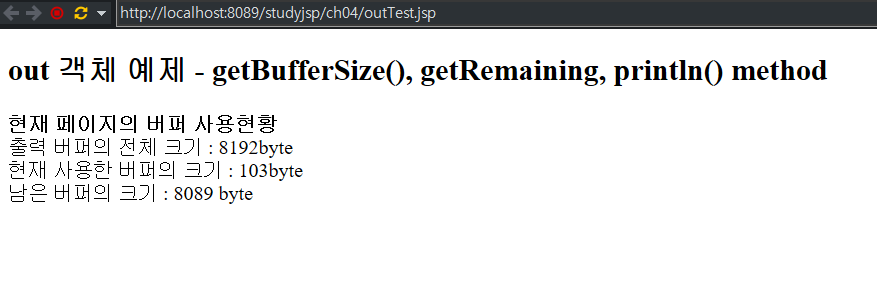 http://localhost:8089/studyjsp/ch04/outTest.jsp
out 객체 예제 - getBufferSize(), getRemaining, println() method
현재 페이지의 버퍼 사용현황
출력 버퍼의 전체 크기 : 8192byte
현재 사용한 버퍼의 크기 : 103byte
남은 버퍼의 크기 : 8089 byte